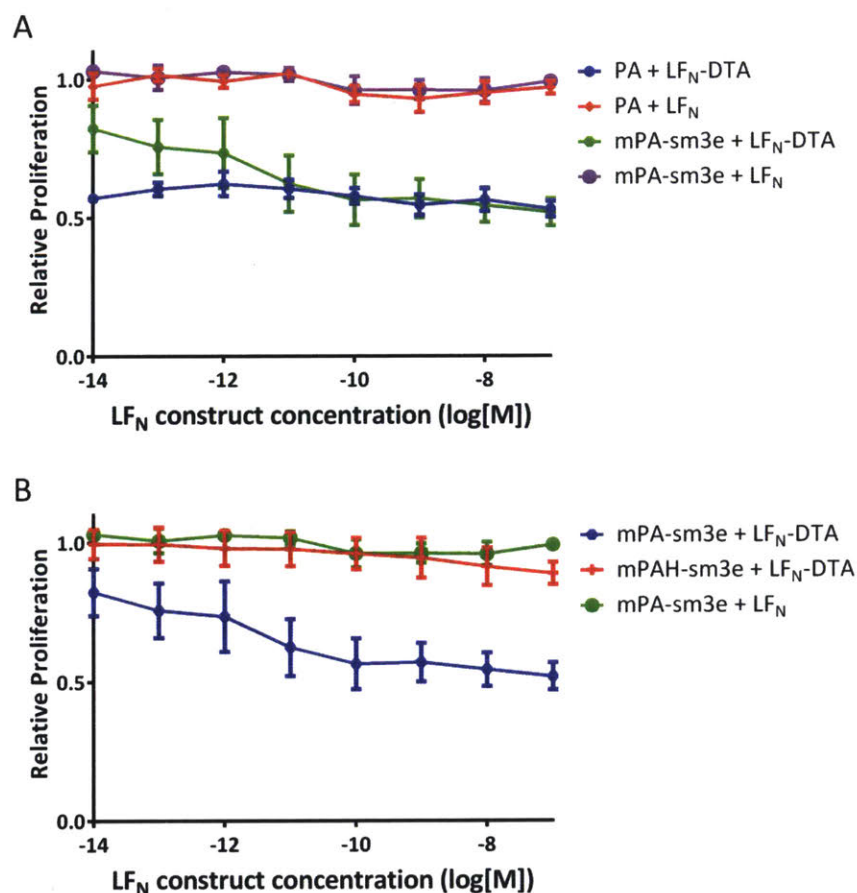 A
PA + LFN-DTA
PA + LFN
mPA-sm3e + LFN-DTA
mPA-sm3e + LFN
Relative Proliferation
1.0
0.5
0.0
-14
-12
-10
-8
LFN construct concentration (log[M])
B
mPA-sm3e + LFN-DTA
mPAH-sm3e + LFN-DTA
mPA-sm3e + LFN
Relative Proliferation
1.0
0.5
0.0
-14
-12
-10
-8
LFN construct concentration (log[M])